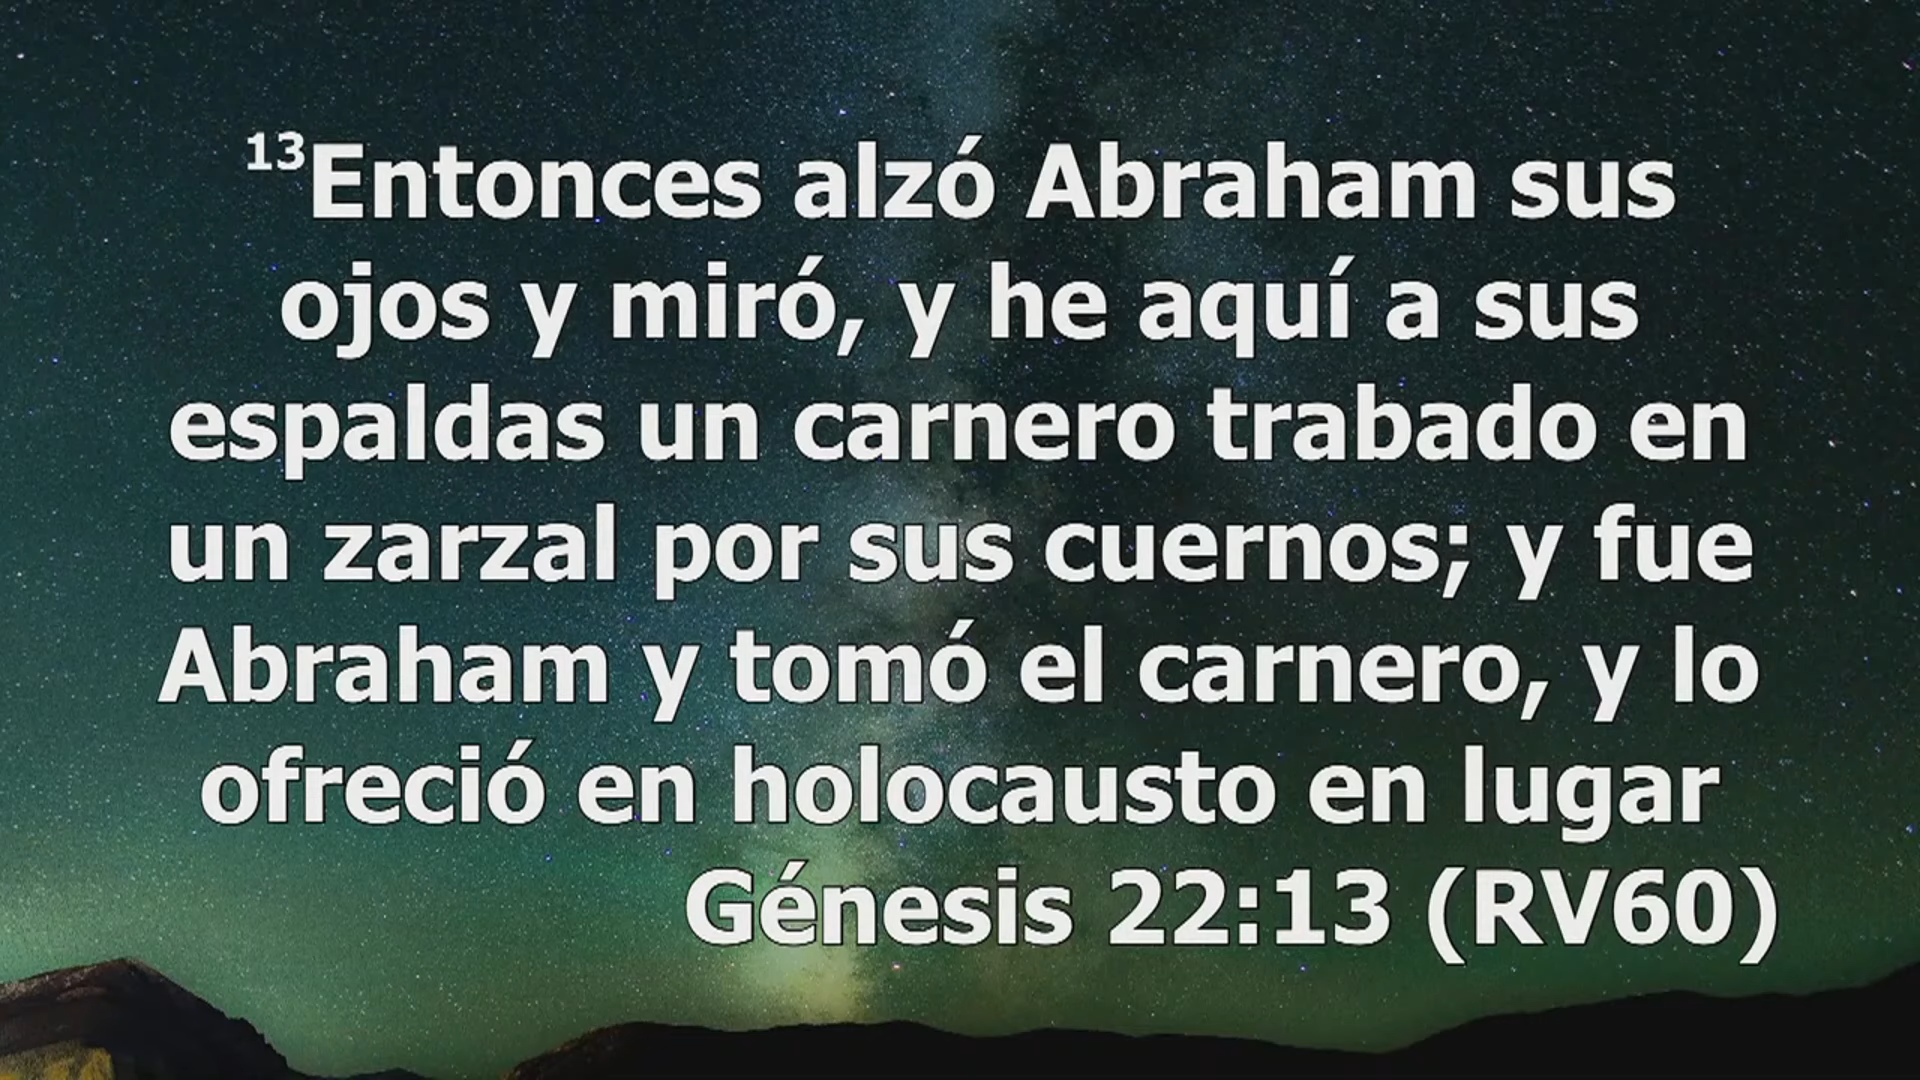 13Entonces alzó Abraham sus
ojos y miró, y he aquí a sus
espaldas un carnero trabado en
un zarzal por sus cuernos; y fue
Abraham y tomó el carnero, y lo
ofreció en holocausto en lugar
Génesis 22:13 (RV60)